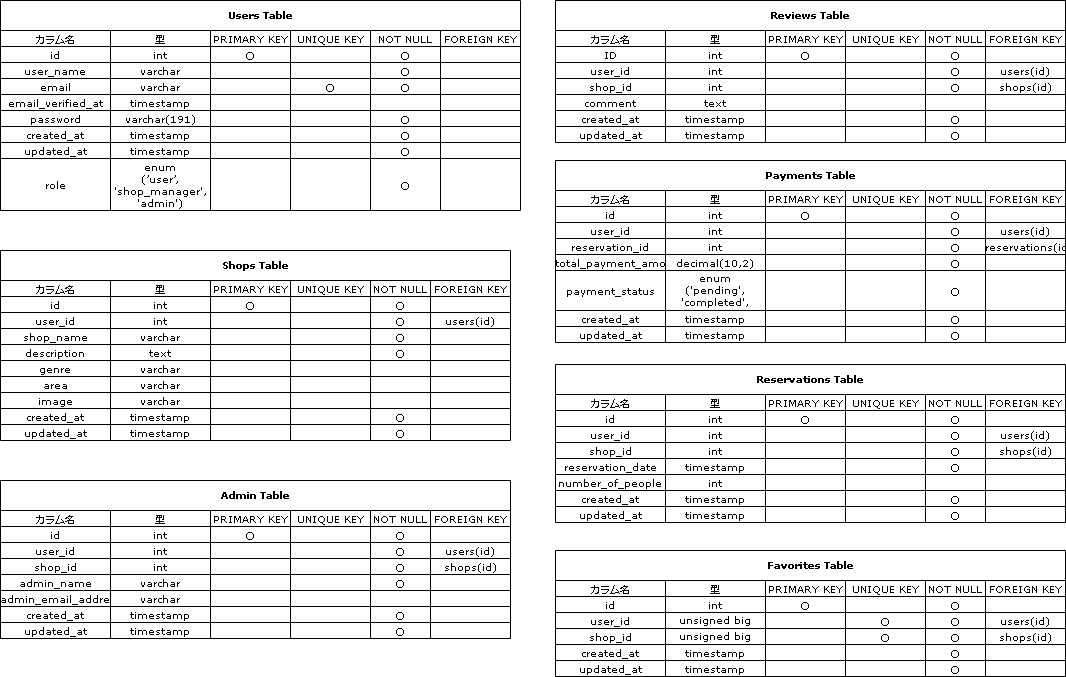 Users Table
カラム名 型 PRIMARY KEY UNIQUE KEY NOT NULL FOREIGN KEY
id int ○ ○
user_name varchar ○
email varchar ○ ○
email_verified_at timestamp
password varchar(191) ○
created_at timestamp ○
updated_at timestamp ○
role enum ('user', 'shop_manager', 'admin') ○
Shops Table
カラム名 型 PRIMARY KEY UNIQUE KEY NOT NULL FOREIGN KEY
id int ○ ○
user_id int ○ users(id)
shop_name varchar ○
description text ○
genre varchar
area varchar
image varchar
created_at timestamp ○
updated_at timestamp ○
Admin Table
カラム名 型 PRIMARY KEY UNIQUE KEY NOT NULL FOREIGN KEY
id int ○ ○
user_id int ○ users(id)
shop_id int ○ shops(id)
admin_name varchar ○
admin_email_addre varchar
created_at timestamp ○
updated_at timestamp ○
Reviews Table
カラム名 型 PRIMARY KEY UNIQUE KEY NOT NULL FOREIGN KEY
ID int ○ ○
user_id int ○ users(id)
shop_id int ○ shops(id)
comment text
created_at timestamp ○
updated_at timestamp ○
Payments Table
カラム名 型 PRIMARY KEY UNIQUE KEY NOT NULL FOREIGN KEY
id int ○ ○
user_id int ○ users(id)
reservation_id int ○ reservations(id
total_payment_amo decimal(10,2) ○
payment_status enum ('pending', 'completed', ○
created_at timestamp ○
updated_at timestamp ○
Reservations Table
カラム名 型 PRIMARY KEY UNIQUE KEY NOT NULL FOREIGN KEY
id int ○ ○
user_id int ○ users(id)
shop_id int ○ shops(id)
reservation_date timestamp ○
number_of_people int
created_at timestamp ○
updated_at timestamp ○
Favorites Table
カラム名 型 PRIMARY KEY UNIQUE KEY NOT NULL FOREIGN KEY
id int ○ ○
user_id unsigned big ○ ○ users(id)
shop_id unsigned big ○ ○ shops(id)
created_at timestamp ○
updated_at timestamp ○